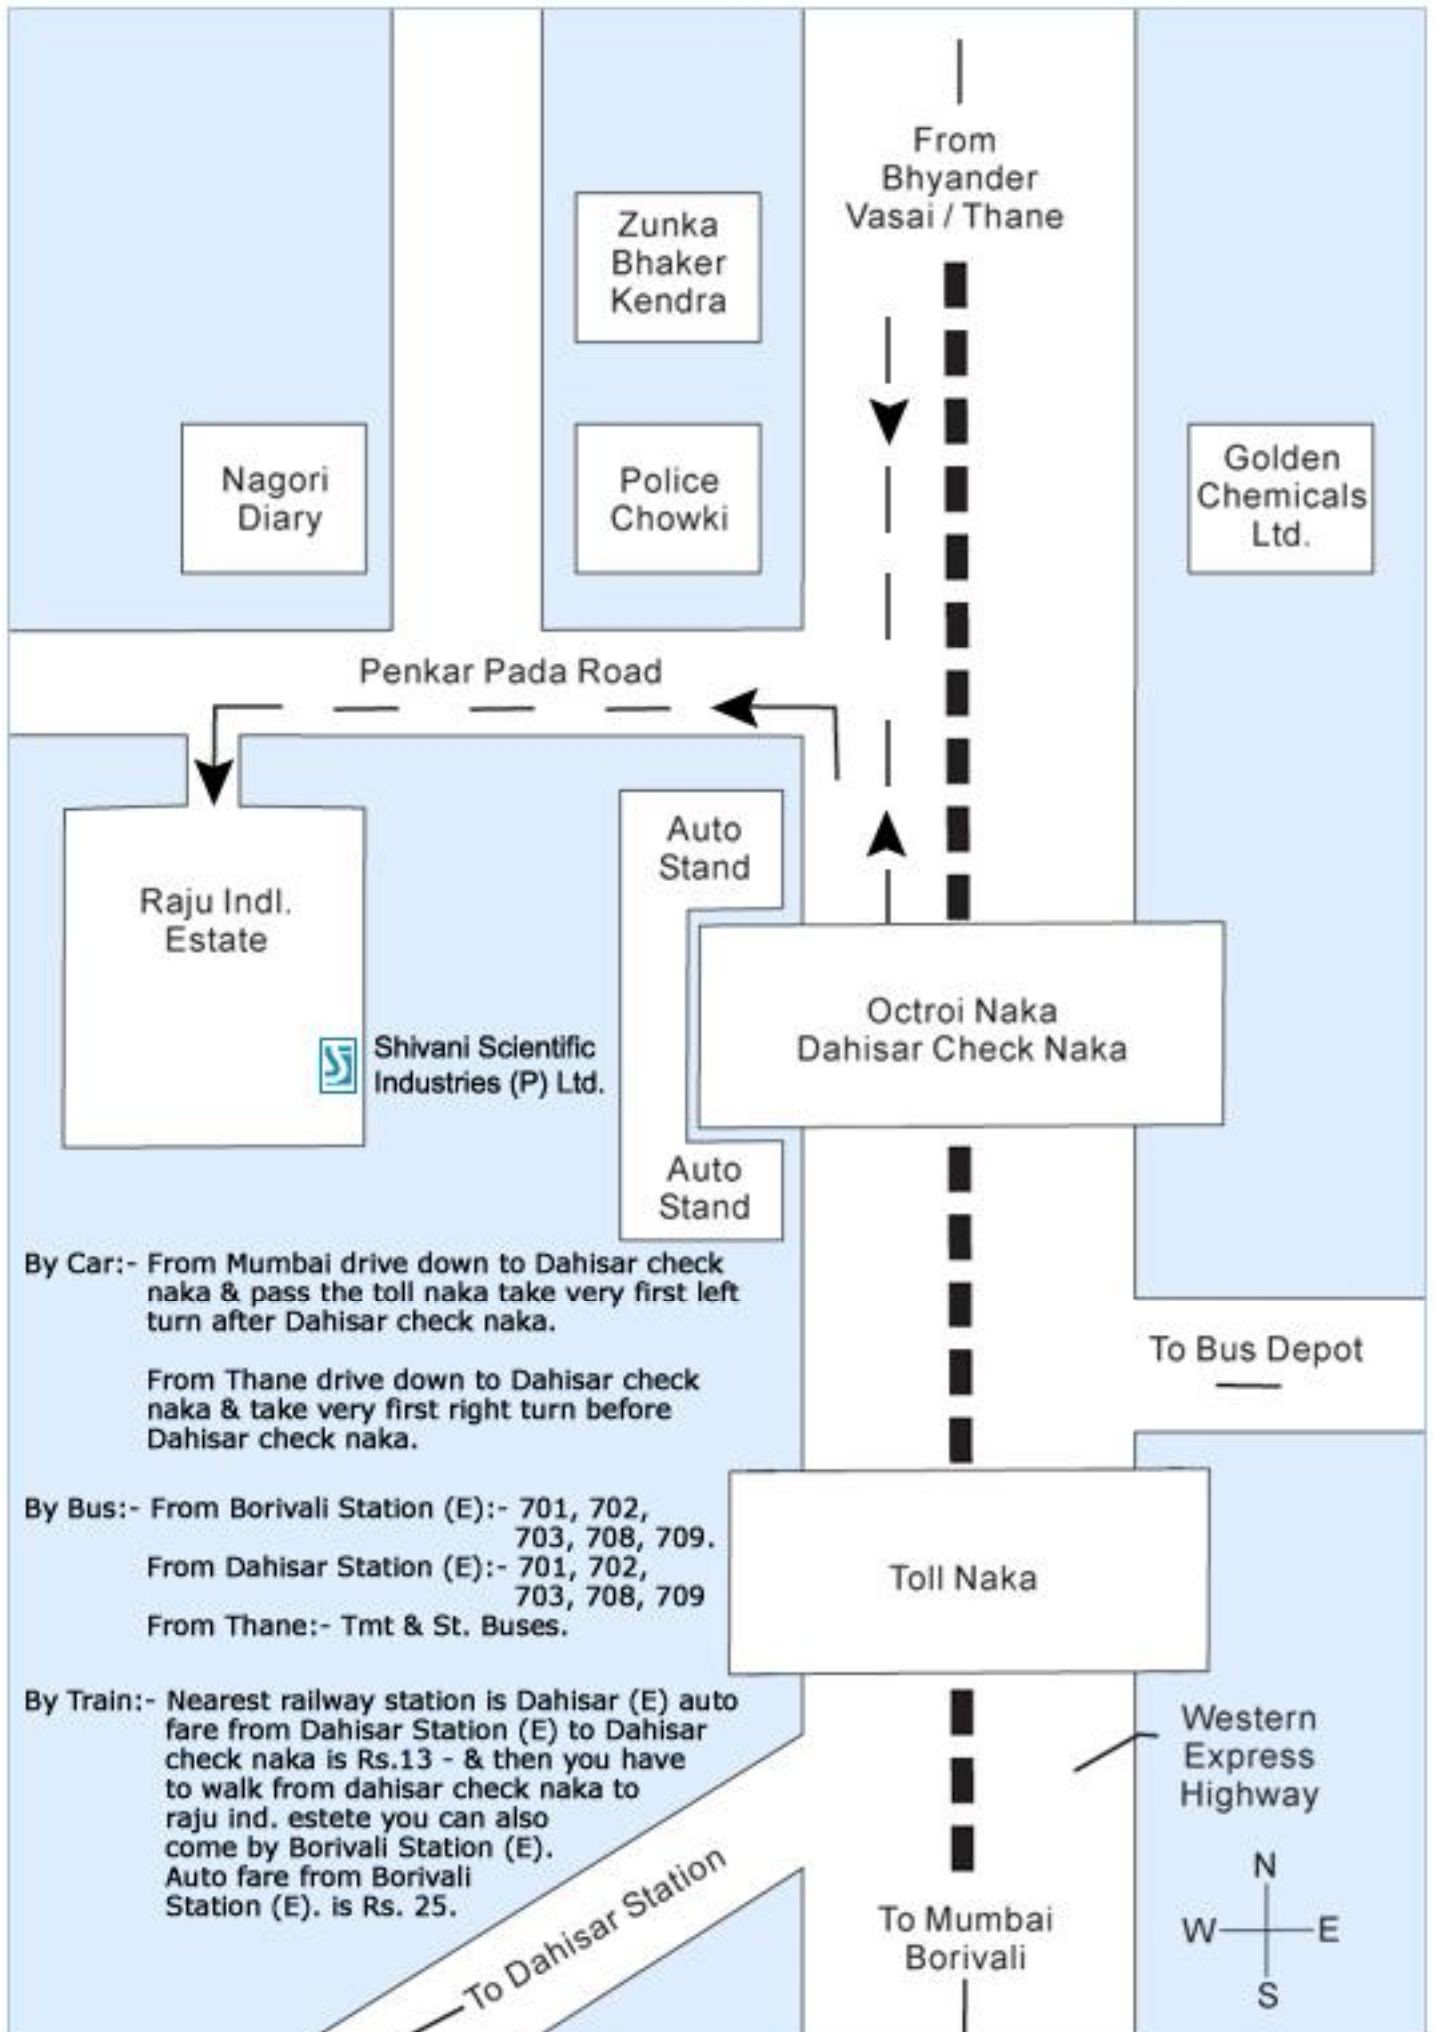 From
Bhyander
Vasai / Thane
Zunka
Bhaker
Kendra
Nagori
Diary
Police
Chowki
Golden
Chemicals
Ltd.
Penkar Pada Road
Auto
Stand
Raju Indl.
Estate
Octroi Naka
Dahisar Check Naka
SI
Shivani Scientific
Industries (P) Ltd.
Auto
Stand
By Car:- From Mumbai drive down to Dahisar check
naka & pass the toll naka take very first left
turn after Dahisar check naka.
From Thane drive down to Dahisar check
naka & take very first right turn before
Dahisar check naka.
To Bus Depot
By Bus:- From Borivali Station (E):- 701, 702,
703, 708, 709.
From Dahisar Station (E):- 701, 702,
703, 708, 709
From Thane:- Tmt & St. Buses.
Toll Naka
By Train:- Nearest railway station is Dahisar (E) auto
fare from Dahisar Station (E) to Dahisar
check naka is Rs.13 - & then you have
to walk from dahisar check naka to
raju ind. estete you can also
come by Borivali Station (E).
Auto fare from Borivali
Station (E). is Rs. 25.
Western
Express
Highway
To Dahisar Station
To Mumbai
Borivali
N
W E
S